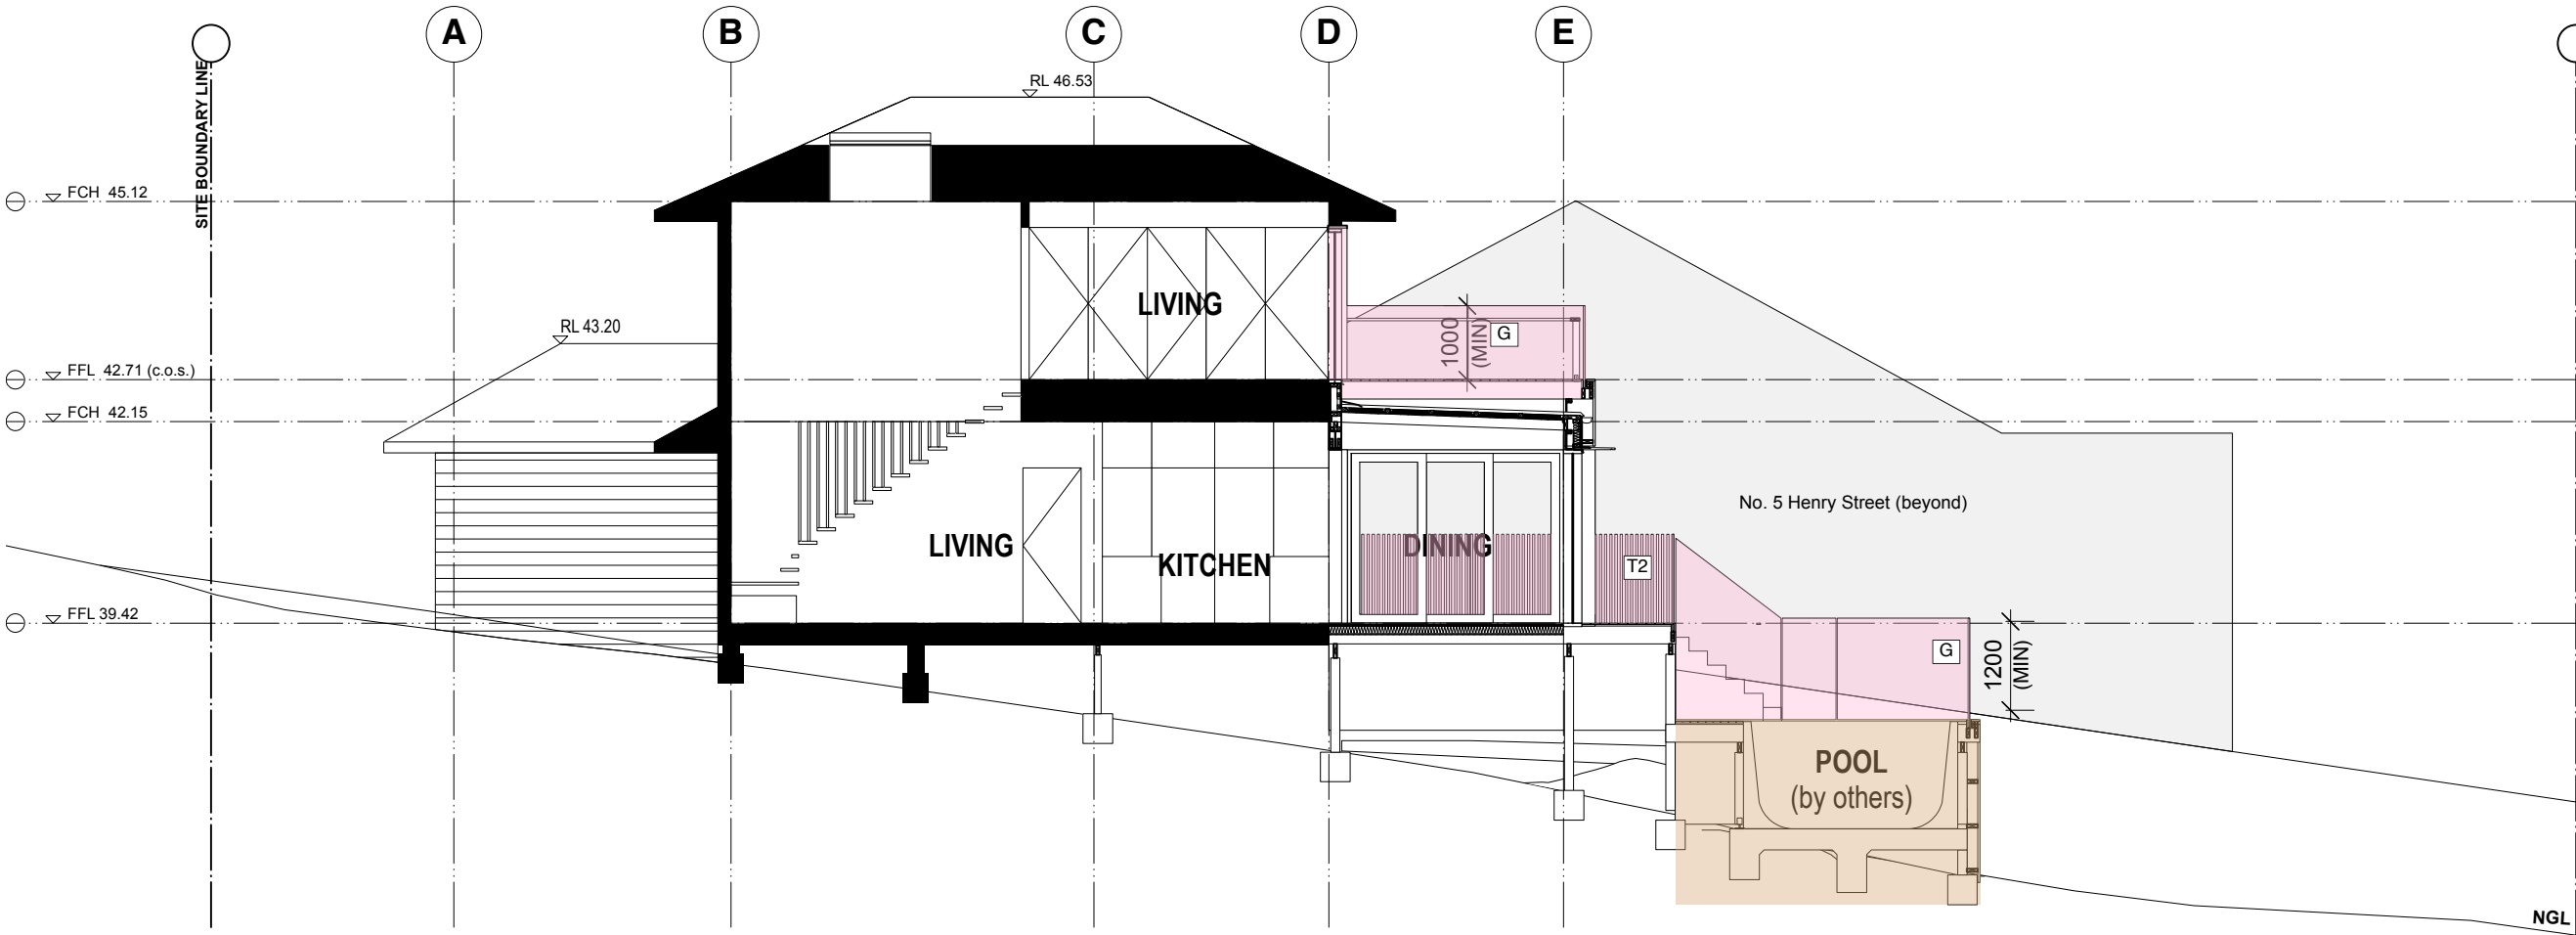 A
B
C
D
E
SITE BOUNDARY LINE
RL 46.53
FCH 45.12
LIVING
RL 43.20
1000
(MIN)
G
FFL 42.71 (c.o.s.)
FCH 42.15
No. 5 Henry Street (beyond)
LIVING
KITCHEN
DINING
T2
FFL 39.42
G
1200
(MIN)
POOL
(by others)
NGL